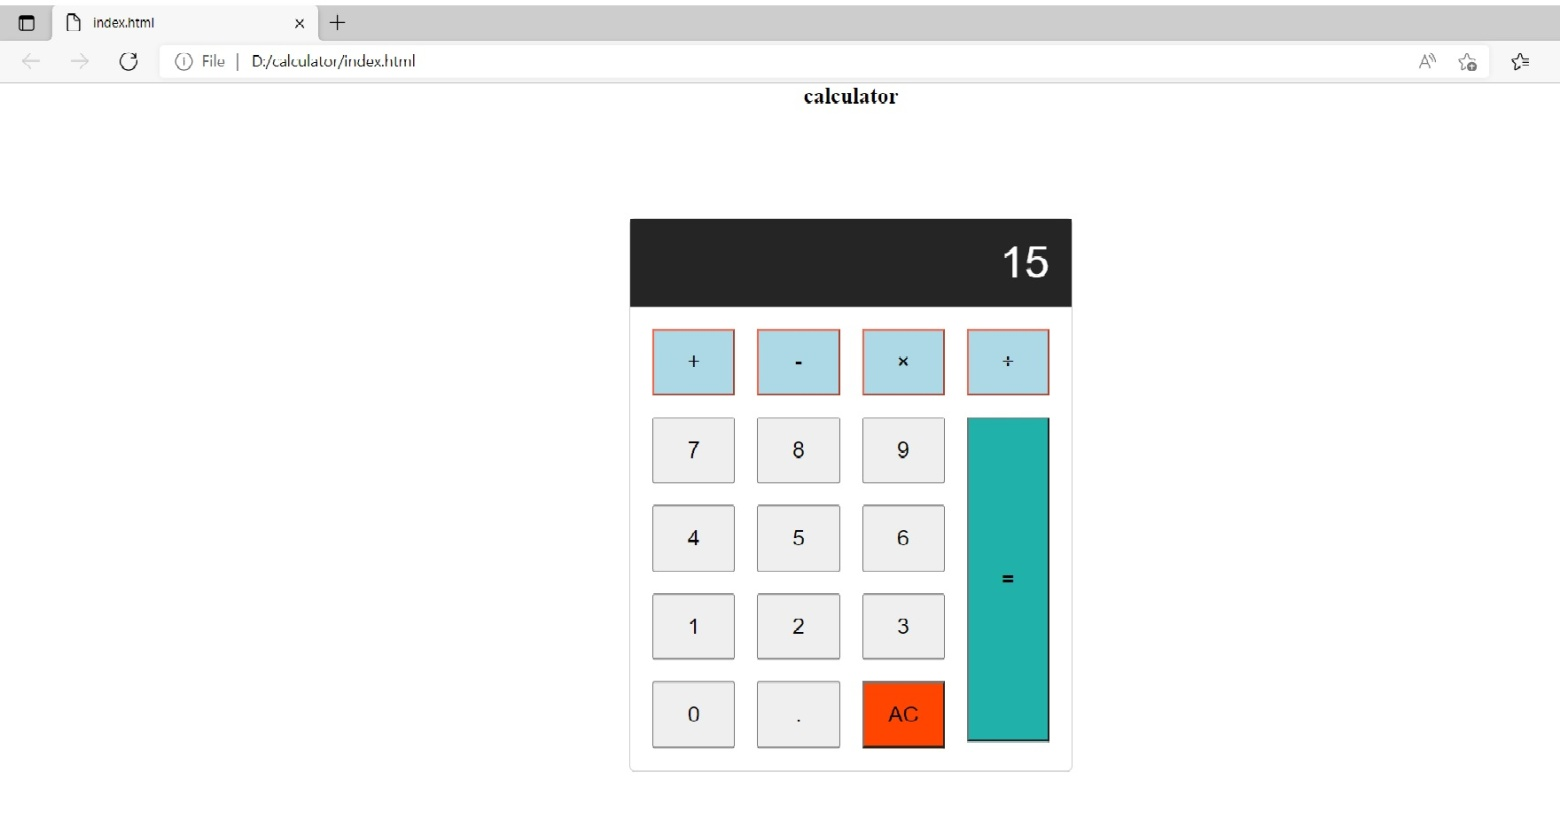 index.html
File | D:/calculator/index.html
calculator
15
+ - × ÷
7 8 9
4 5 6
=
1 2 3
0 . AC